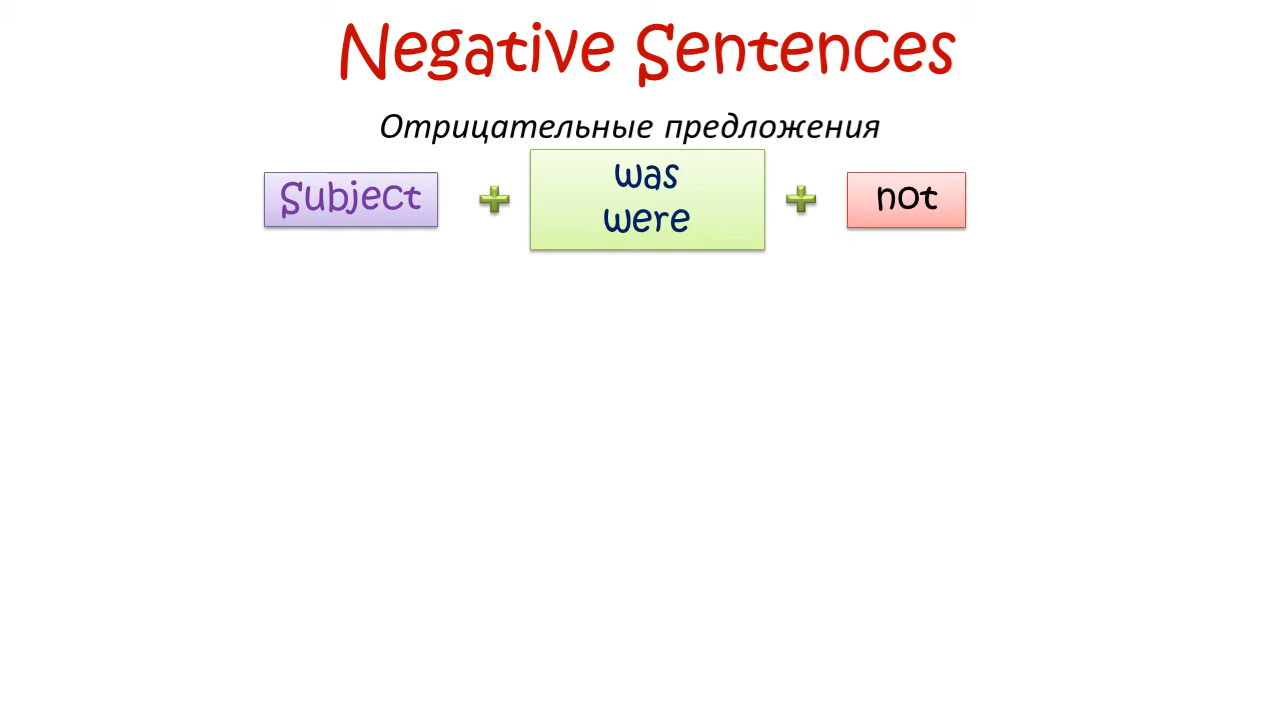 Negative Sentences
Отрицательные предложения
Subject + was were + not